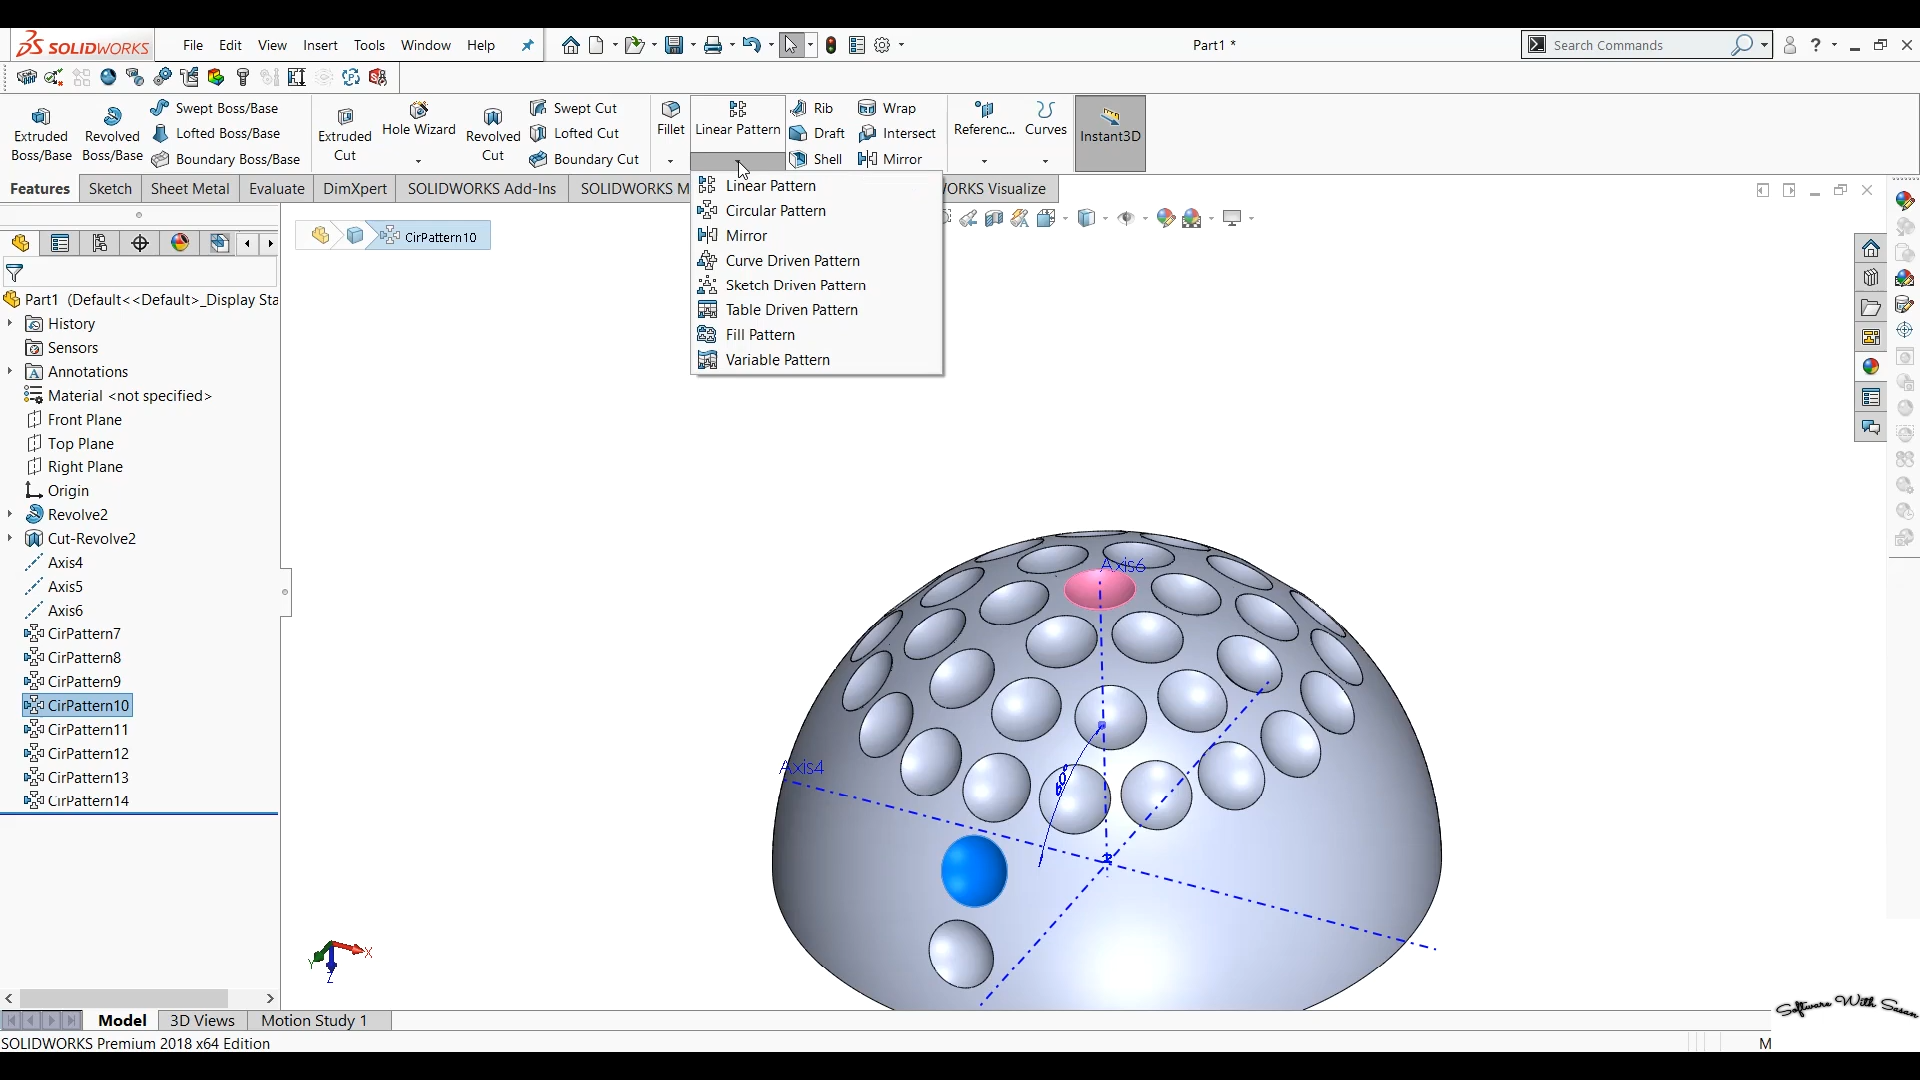 SOLIDWORKS File Edit View Insert Tools Window Help Part1 * Search Commands
Extruded Boss/Base
Revolved Boss/Base
Swept Boss/Base
Lofted Boss/Base
Boundary Boss/Base
Extruded Cut
Hole Wizard
Revolved Cut
Swept Cut
Lofted Cut
Boundary Cut
Fillet
Linear Pattern
Rib
Draft
Shell
Wrap
Intersect
Mirror
Referenc...
Curves
Instant3D
Features Sketch Sheet Metal Evaluate DimXpert SOLIDWORKS Add-Ins SOLIDWORKS M ORKS Visualize
Linear Pattern
Circular Pattern
Mirror
Curve Driven Pattern
Sketch Driven Pattern
Table Driven Pattern
Fill Pattern
Variable Pattern
CirPattern10
Part1 (Default<<Default>_Display Sta
History
Sensors
Annotations
Material <not specified>
Front Plane
Top Plane
Right Plane
Origin
Revolve2
Cut-Revolve2
Axis4
Axis5
Axis6
CirPattern7
CirPattern8
CirPattern9
CirPattern10
CirPattern11
CirPattern12
CirPattern13
CirPattern14
Axis6
Axis4
X
Y
Z
Software With Sasan
Model 3D Views Motion Study 1
SOLIDWORKS Premium 2018 x64 Edition M